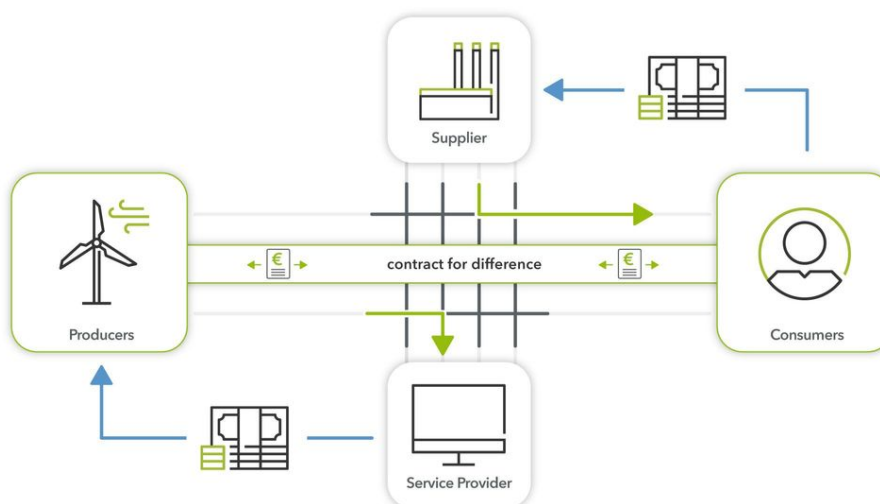 Supplier
€
contract for difference
€
Producers
Consumers
Service Provider